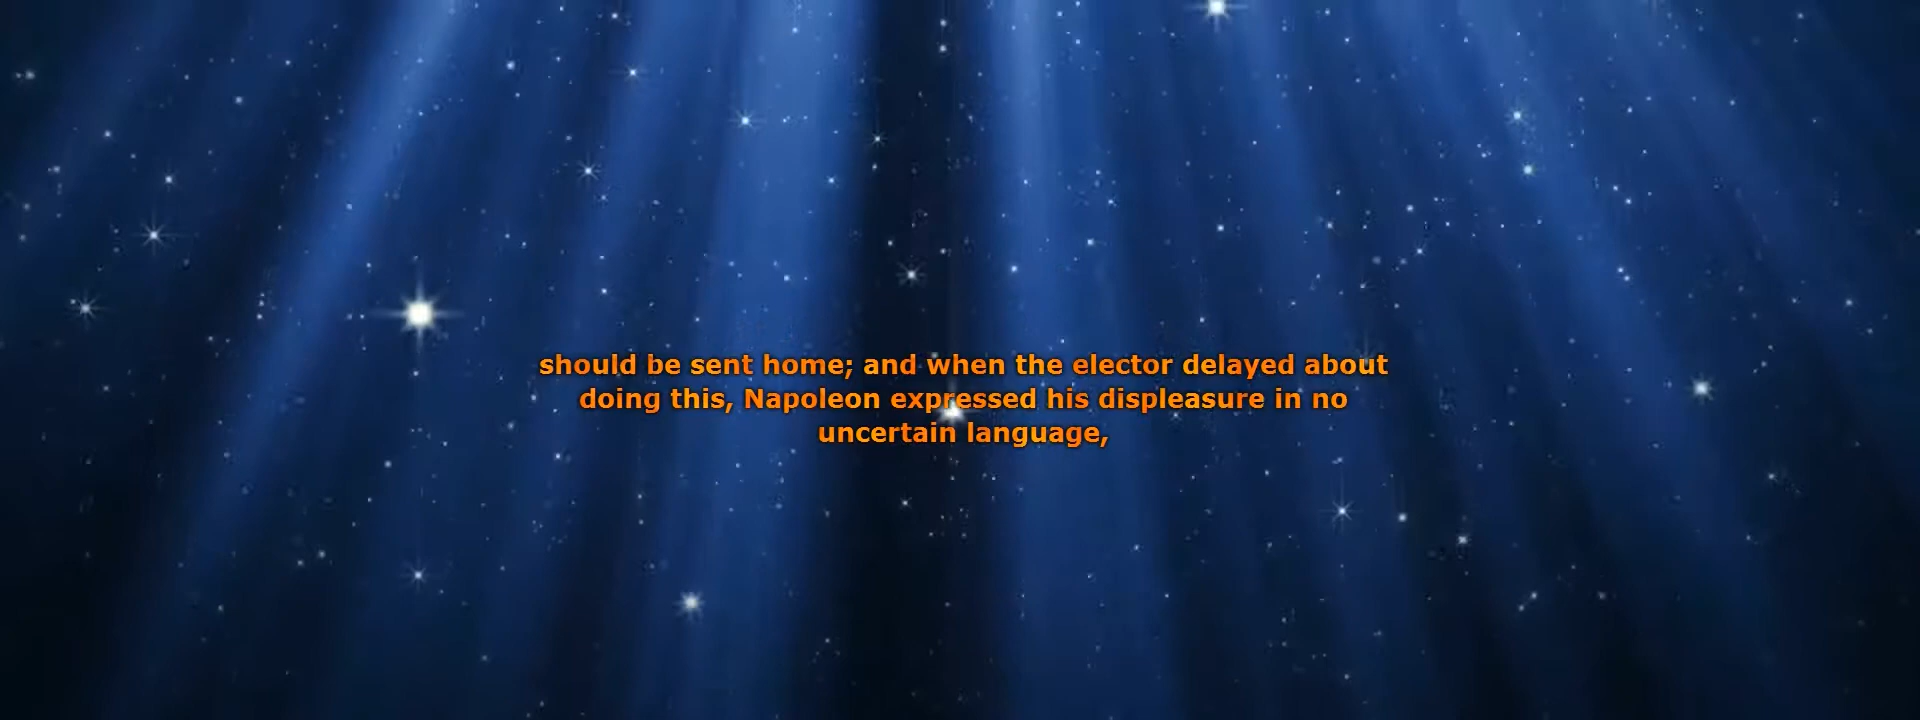 should be sent home; and when the elector delayed about
doing this, Napoleon expressed his displeasure in no
uncertain language,